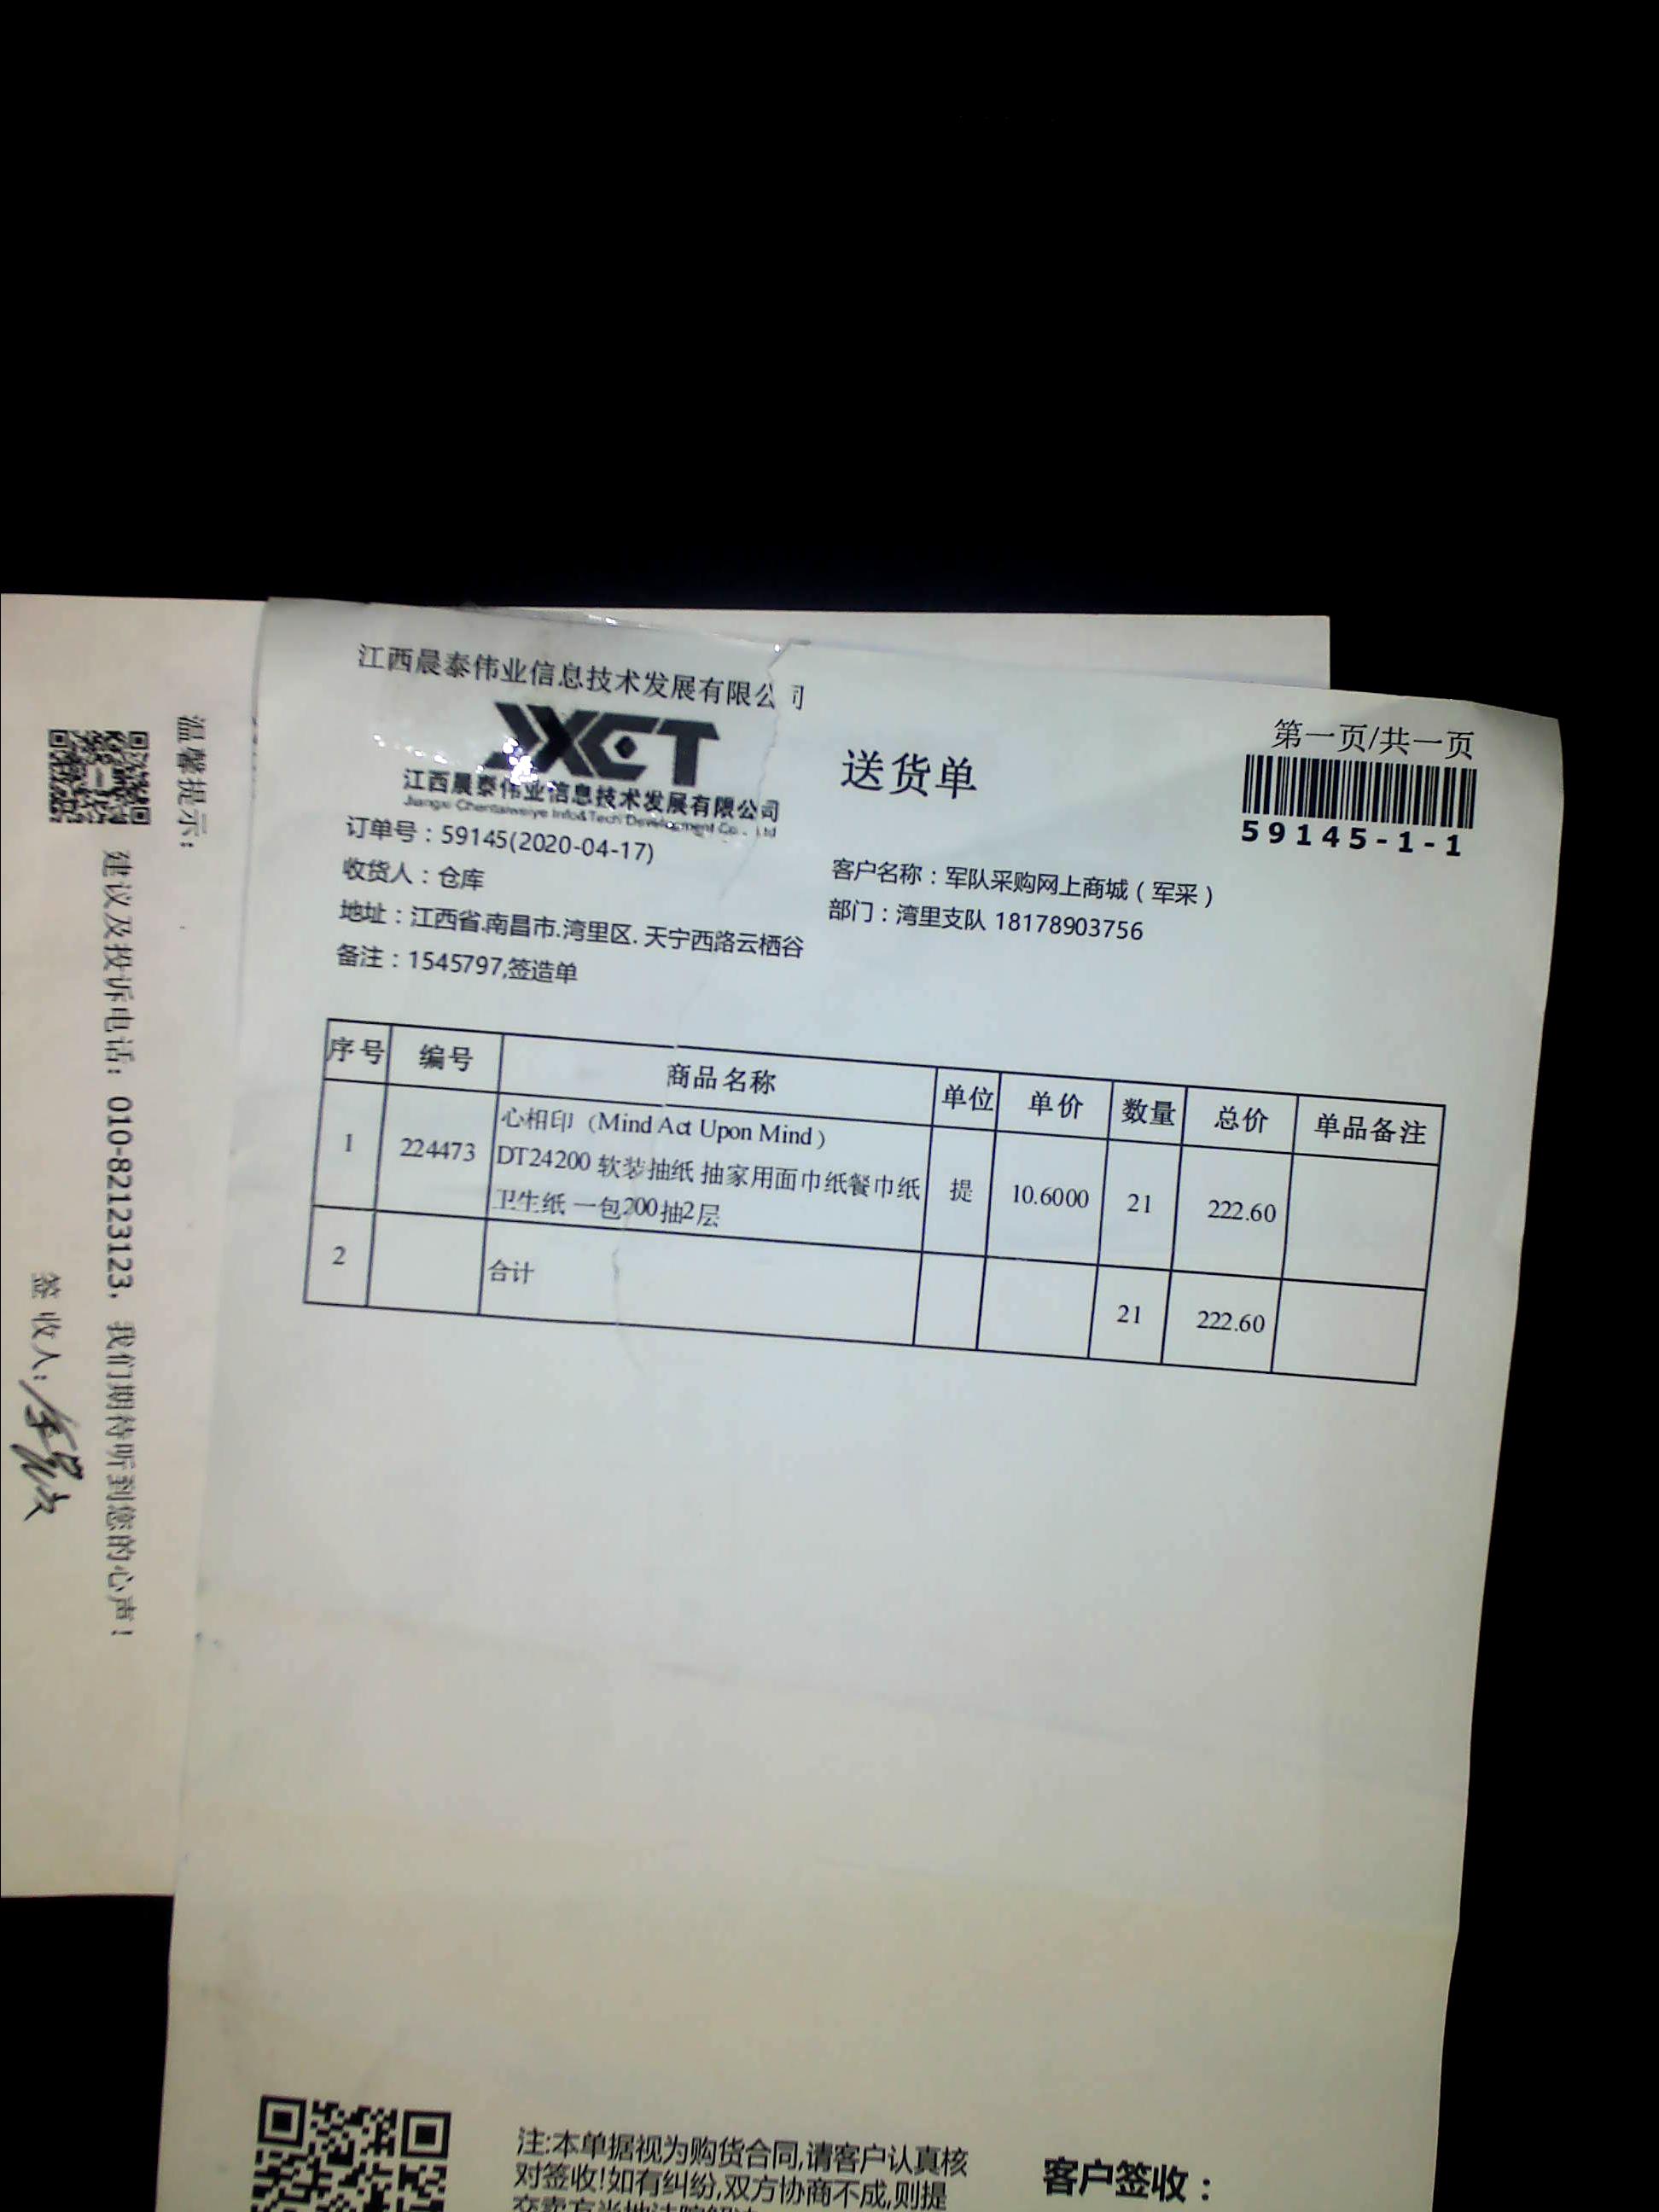 江西晨泰伟业信息技术发展有限公司
JXCT
江西晨泰伟业信息技术发展有限公司
Jiangxi Chentaiweiye Info&Tech Development Co., Ltd
送货单
第一页/共一页
59145-1-1
订单号：59145(2020-04-17)
收货人：仓库
客户名称：军队采购网上商城（军采）
地址：江西省.南昌市.湾里区. 天宁西路云栖谷
部门：湾里支队 18178903756
备注：1545797,签造单
序号 编号 商品名称 单位 单价 数量 总价 单品备注
1 224473 心相印（Mind Act Upon Mind） 提 10.6000 21 222.60
DT24200 软装抽纸 抽家用面巾纸餐巾纸
卫生纸 一包200抽2层
2 合计 21 222.60
注:本单据视为购货合同,请客户认真核
对签收!如有纠纷,双方协商不成,则提
客户签收：
温馨提示：
建议及投诉电话：010-82123123，我们期待听到您的心声！
签收人：